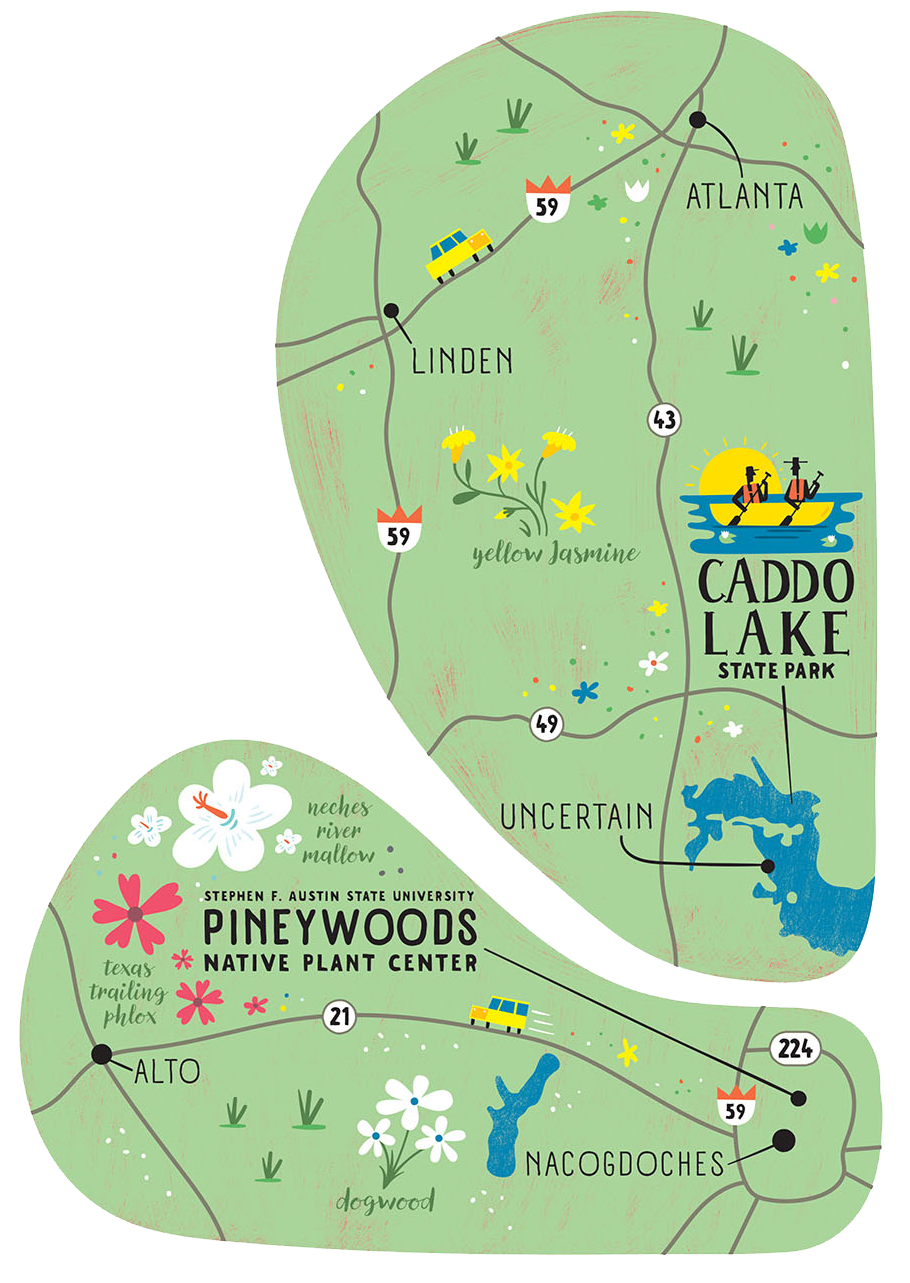 ATLANTA
59
LINDEN
43
59
yellow Jasmine
CADDO
LAKE
STATE PARK
49
UNCERTAIN
neches
river
mallow
STEPHEN F. AUSTIN STATE UNIVERSITY
PINEYWOODS
NATIVE PLANT CENTER
texas
trailing
phlox
21
224
ALTO
59
NACOGDOCHES
dogwood